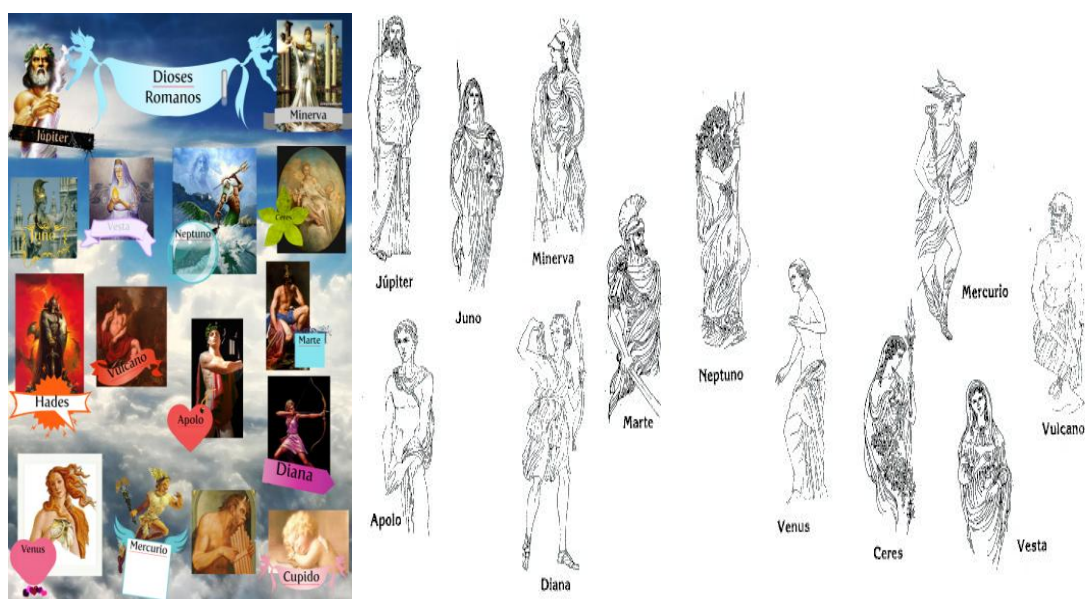 Dioses
Romanos
Júpiter
Minerva
Juno
Vesta
Neptuno
Ceres
Hades
Vulcano
Apolo
Marte
Diana
Venus
Mercurio
Cupido
Júpiter
Juno
Minerva
Apolo
Diana
Marte
Neptuno
Venus
Ceres
Mercurio
Vesta
Vulcano